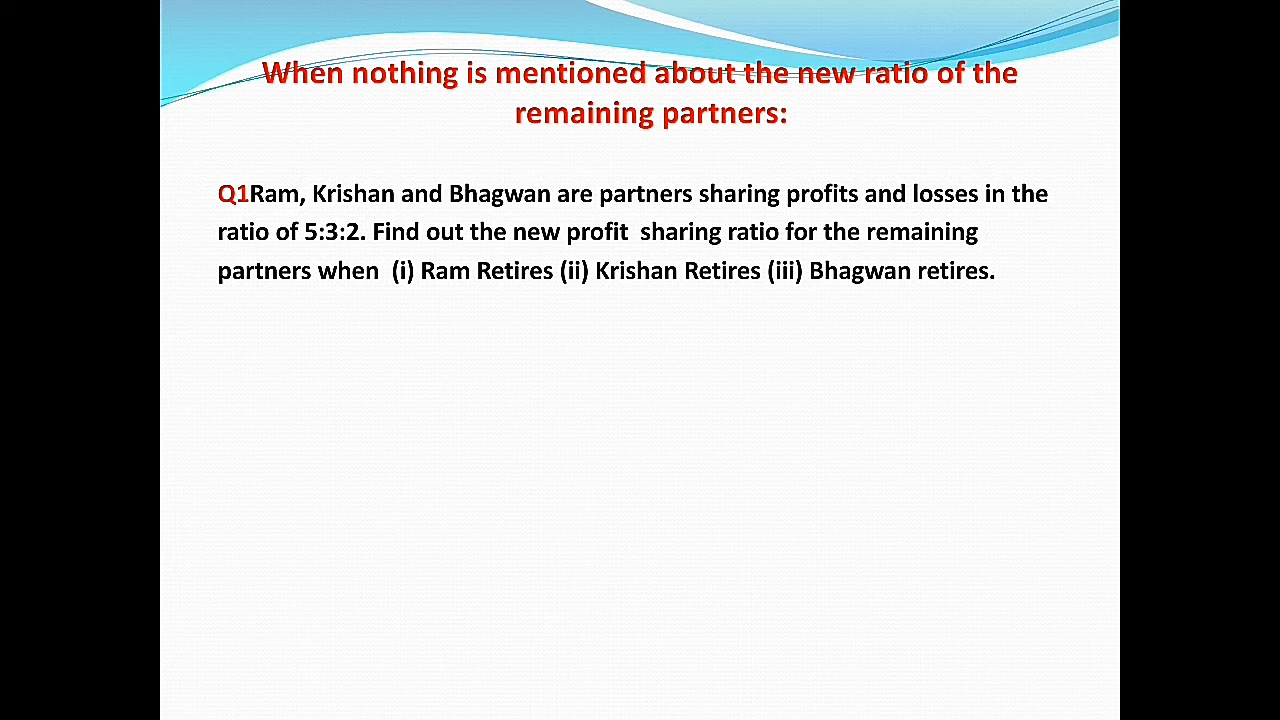 When nothing is mentioned about the new ratio of the
remaining partners:
Q1Ram, Krishan and Bhagwan are partners sharing profits and losses in the
ratio of 5:3:2. Find out the new profit  sharing ratio for the remaining
partners when  (i) Ram Retires (ii) Krishan Retires (iii) Bhagwan retires.